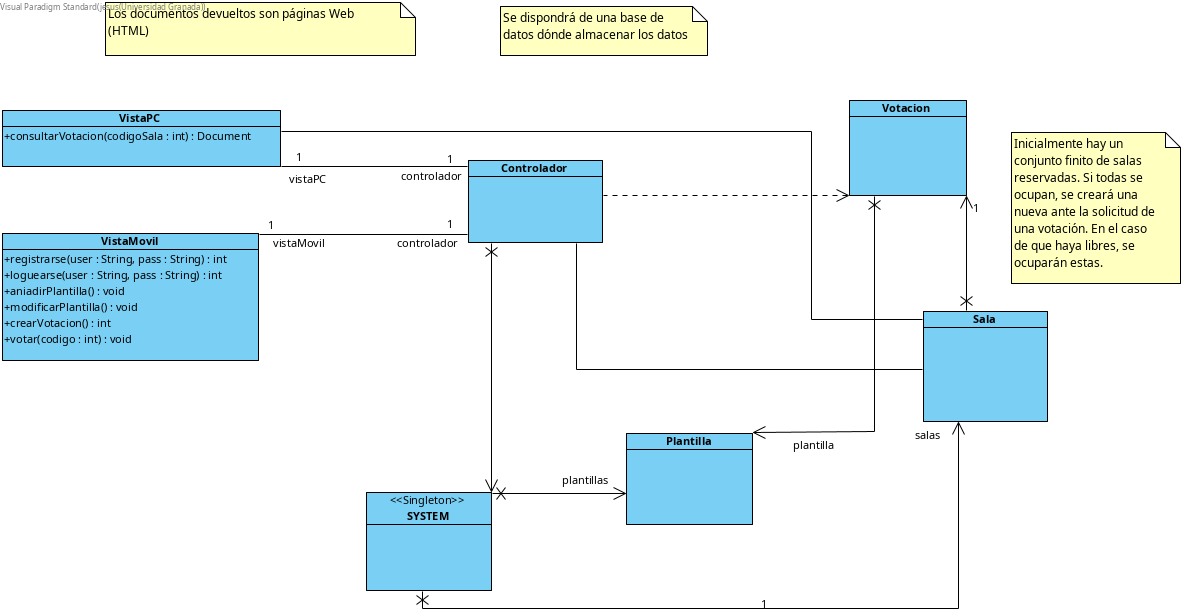 Visual Paradigm Standard(jesus(Universidad Granada))
Los documentos devueltos son páginas Web
(HTML)
Se dispondrá de una base de
datos dónde almacenar los datos
VistaPC
+consultarVotacion(codigoSala : int) : Document
1
vistaPC
1
controlador
Controlador
Votacion
Inicialmente hay un
conjunto finito de salas
reservadas. Si todas se
ocupan, se creará una
nueva ante la solicitud de
una votación. En el caso
de que haya libres, se
ocuparán estas.
1
1
vistaMovil
1
controlador
VistaMovil
+registrarse(user : String, pass : String) : int
+loguearse(user : String, pass : String) : int
+aniadirPlantilla() : void
+modificarPlantilla() : void
+crearVotacion() : int
+votar(codigo : int) : void
Sala
salas
Plantilla
plantilla
plantillas
<<Singleton>>
SYSTEM
1